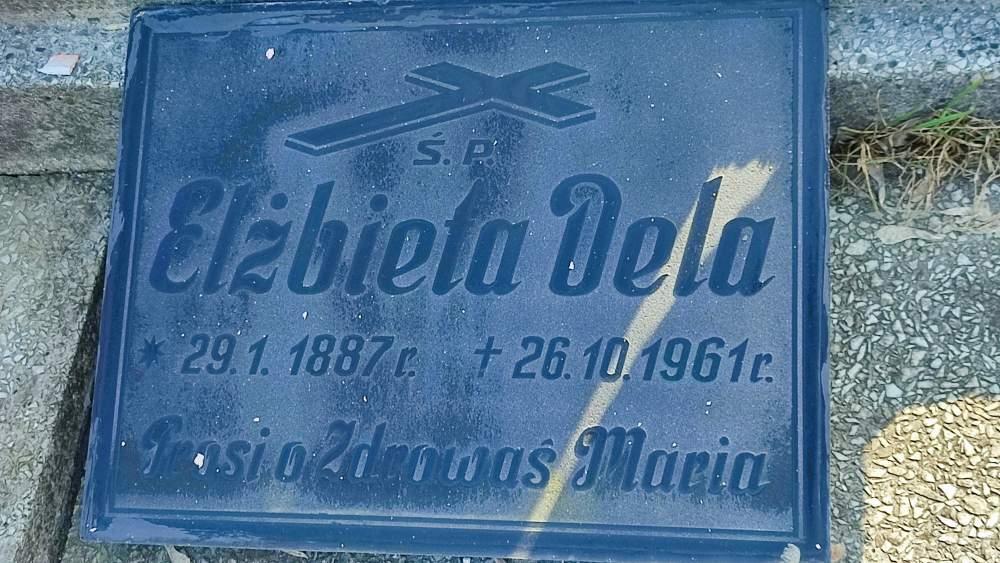 Ś.P.
Elżbieta Dela
* 29.1.1887r. † 26.10.1961r.
Prosi o Zdrowaś Maria